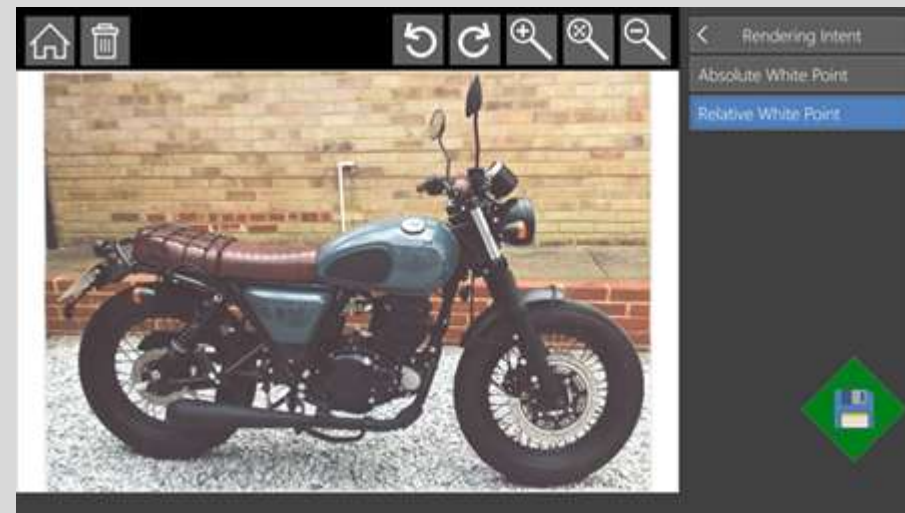 Rendering Intent
Absolute White Point
Relative White Point